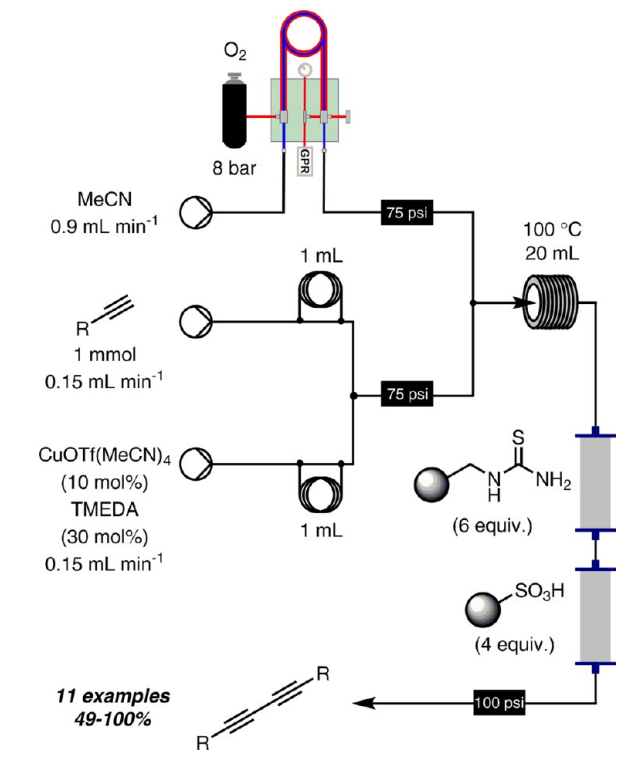 O2
8 bar
GPR
MeCN
0.9 mL min-1
75 psi
100 °C
20 mL
1 mL
R
1 mmol
0.15 mL min-1
75 psi
CuOTf(MeCN)4
(10 mol%)
TMEDA
(30 mol%)
0.15 mL min-1
1 mL
S
N
H
NH2
(6 equiv.)
SO3H
(4 equiv.)
11 examples
49-100%
R
R
100 psi